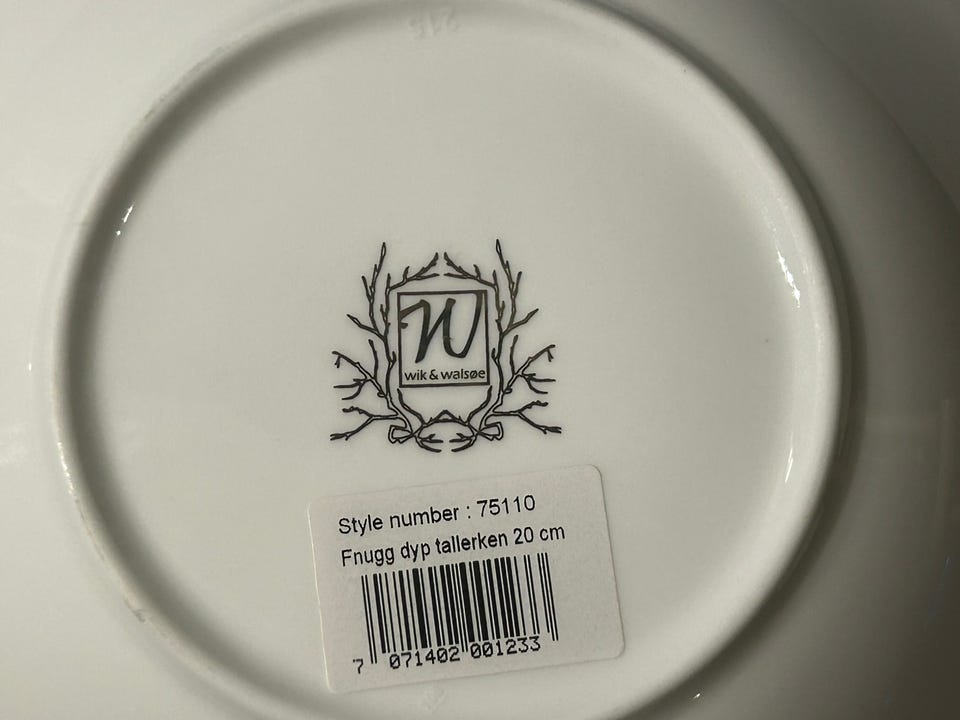 W
wik & walsøe
Style number : 75110
Fnugg dyp tallerken 20 cm
7 071402 001233